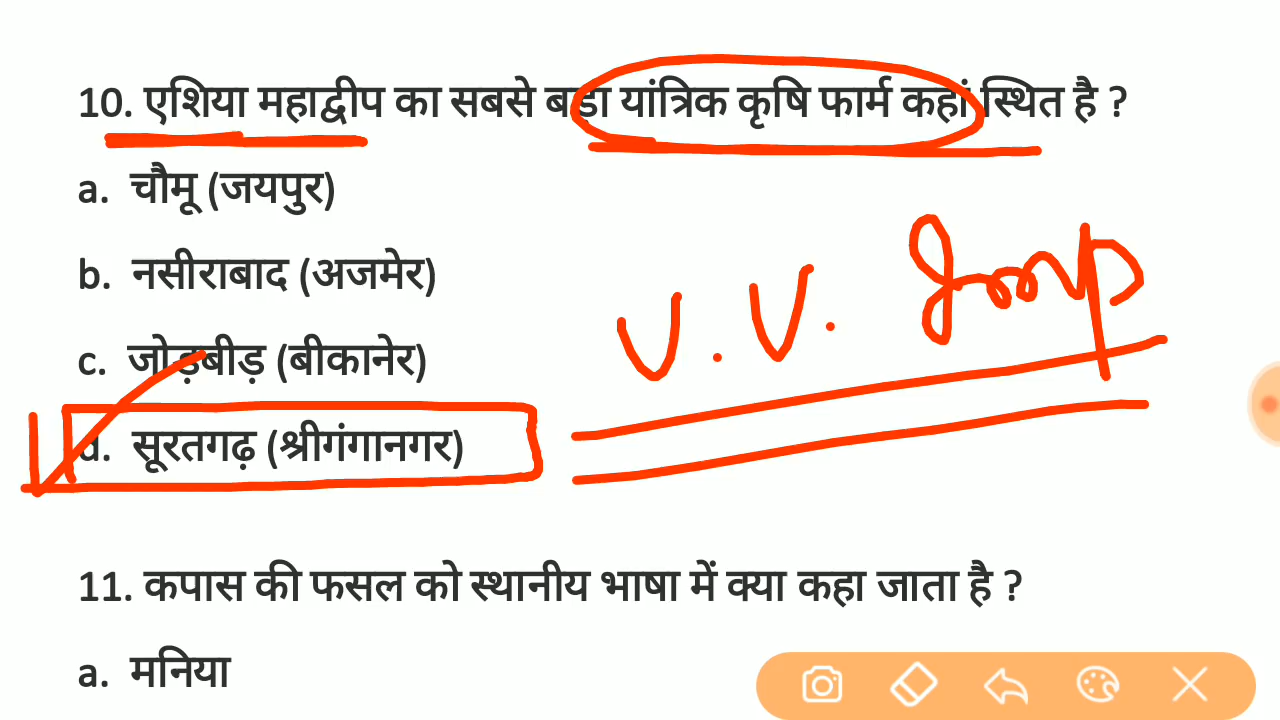 10. एशिया महाद्वीप का सबसे बडा यांत्रिक कृषि फार्म कहां स्थित है ?
a. चौमू (जयपुर)
b. नसीराबाद (अजमेर)
c. जोड़बीड़ (बीकानेर)
V. V. Imp
d. सूरतगढ़ (श्रीगंगानगर)
11. कपास की फसल को स्थानीय भाषा में क्या कहा जाता है ?
a. मनिया